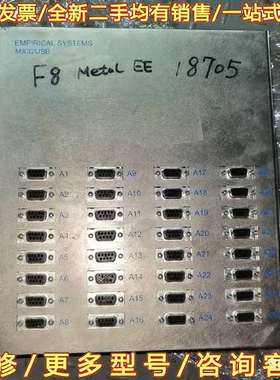 发票/全新二手均有销售/一站式
EMPIRICAL SYSTEMS
F8 Metal EE 18705
A1 A9 A17
A2 A10 A18
A3 A11 A19
A4 A12 A20
A5 A13 A21
A6 A14 A22
A7 A15 A23
A8 A16 A24
修/更多型号/咨询客